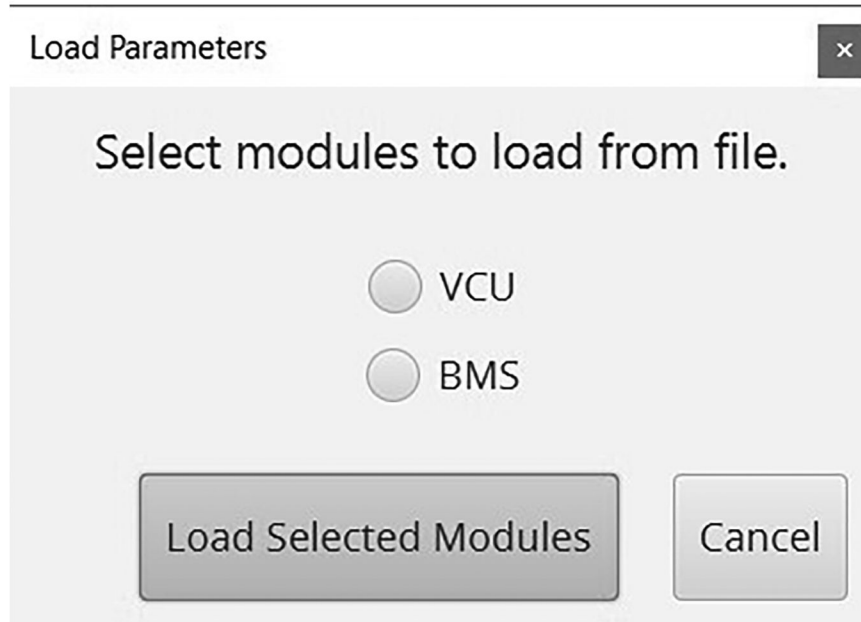 Load Parameters
Select modules to load from file.
VCU
BMS
Load Selected Modules
Cancel